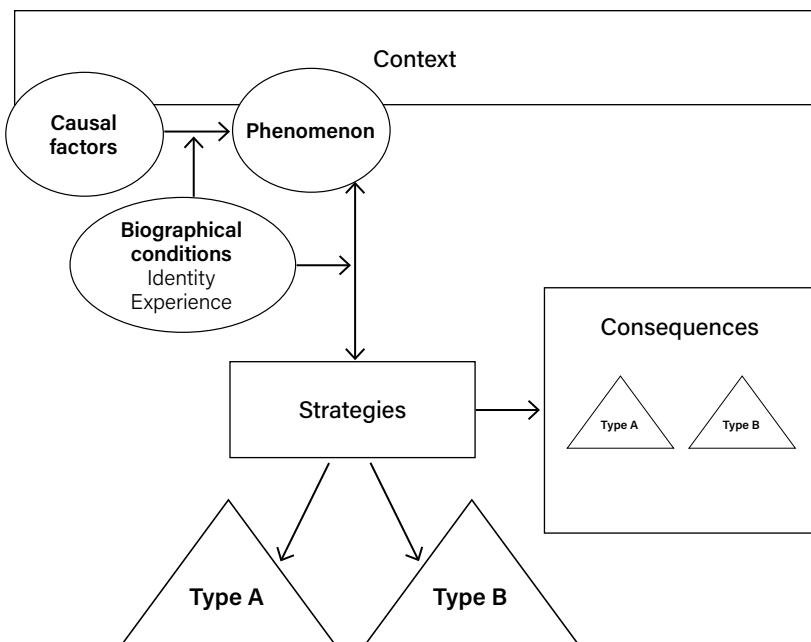 Context
Causal
factors
Phenomenon
Biographical
conditions
Identity
Experience
Consequences
Type A
Type B
Strategies
Type A
Type B